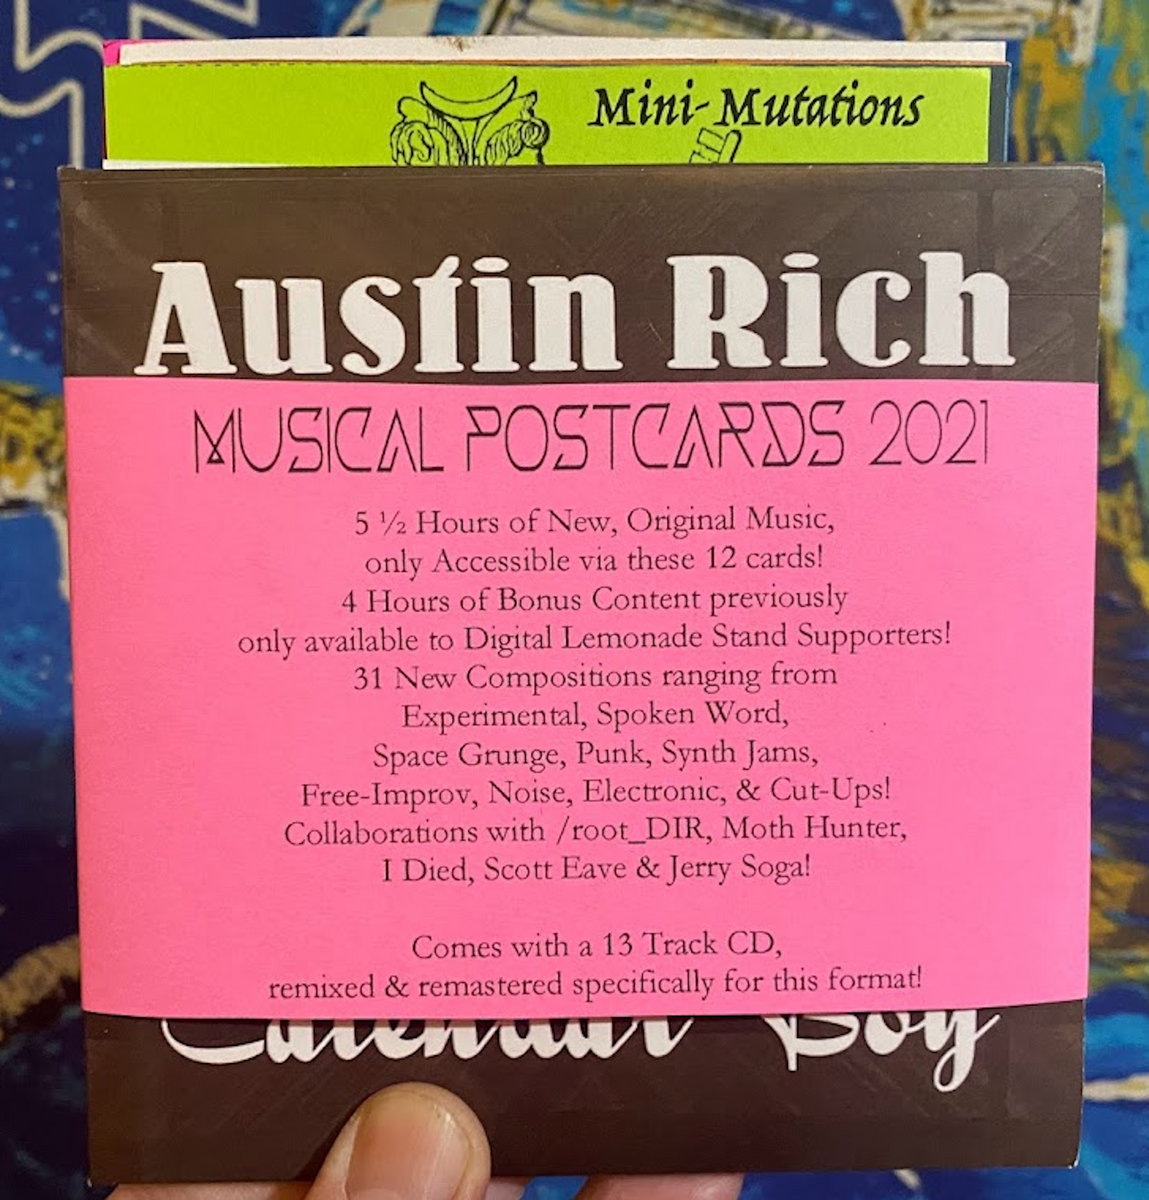 Mini-Mutations
Austin Rich
MUSICAL POSTCARDS 2021
5 ½ Hours of New, Original Music,
only Accessible via these 12 cards!
4 Hours of Bonus Content previously
only available to Digital Lemonade Stand Supporters!
31 New Compositions ranging from
Experimental, Spoken Word,
Space Grunge, Punk, Synth Jams,
Free-Improv, Noise, Electronic, & Cut-Ups!
Collaborations with /root_DIR, Moth Hunter,
I Died, Scott Eave & Jerry Soga!
Comes with a 13 Track CD,
remixed & remastered specifically for this format!
Calendar Boy